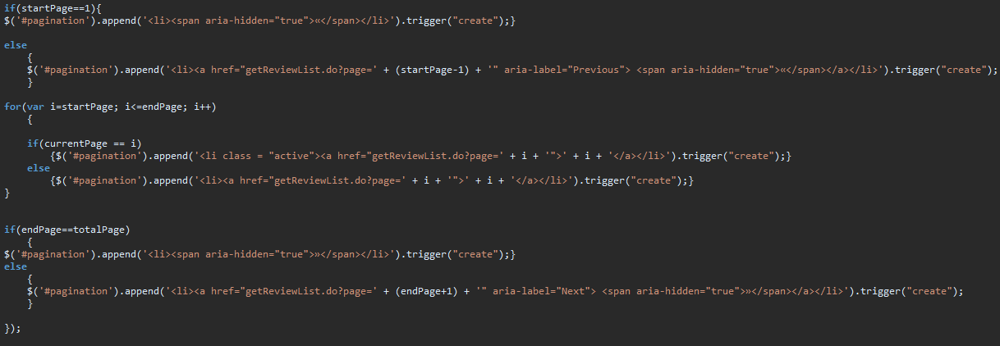 if(startPage==1){
$('#pagination').append('<li><span aria-hidden="true">«</span></li>').trigger("create");}
else
{
$('#pagination').append('<li><a href="getReviewList.do?page=' + (startPage-1) + '" aria-label="Previous"> <span aria-hidden="true">«</span></a></li>').trigger("create");
}
for(var i=startPage; i<=endPage; i++)
{
if(currentPage == i)
{$('#pagination').append('<li class = "active"><a href="getReviewList.do?page=' + i + '">' + i + '</a></li>').trigger("create");}
else
{$('#pagination').append('<li><a href="getReviewList.do?page=' + i + '">' + i + '</a></li>').trigger("create");}
}
if(endPage==totalPage)
{
$('#pagination').append('<li><span aria-hidden="true">»</span></li>').trigger("create");}
else
{
$('#pagination').append('<li><a href="getReviewList.do?page=' + (endPage+1) + '" aria-label="Next"> <span aria-hidden="true">»</span></a></li>').trigger("create");
}
});